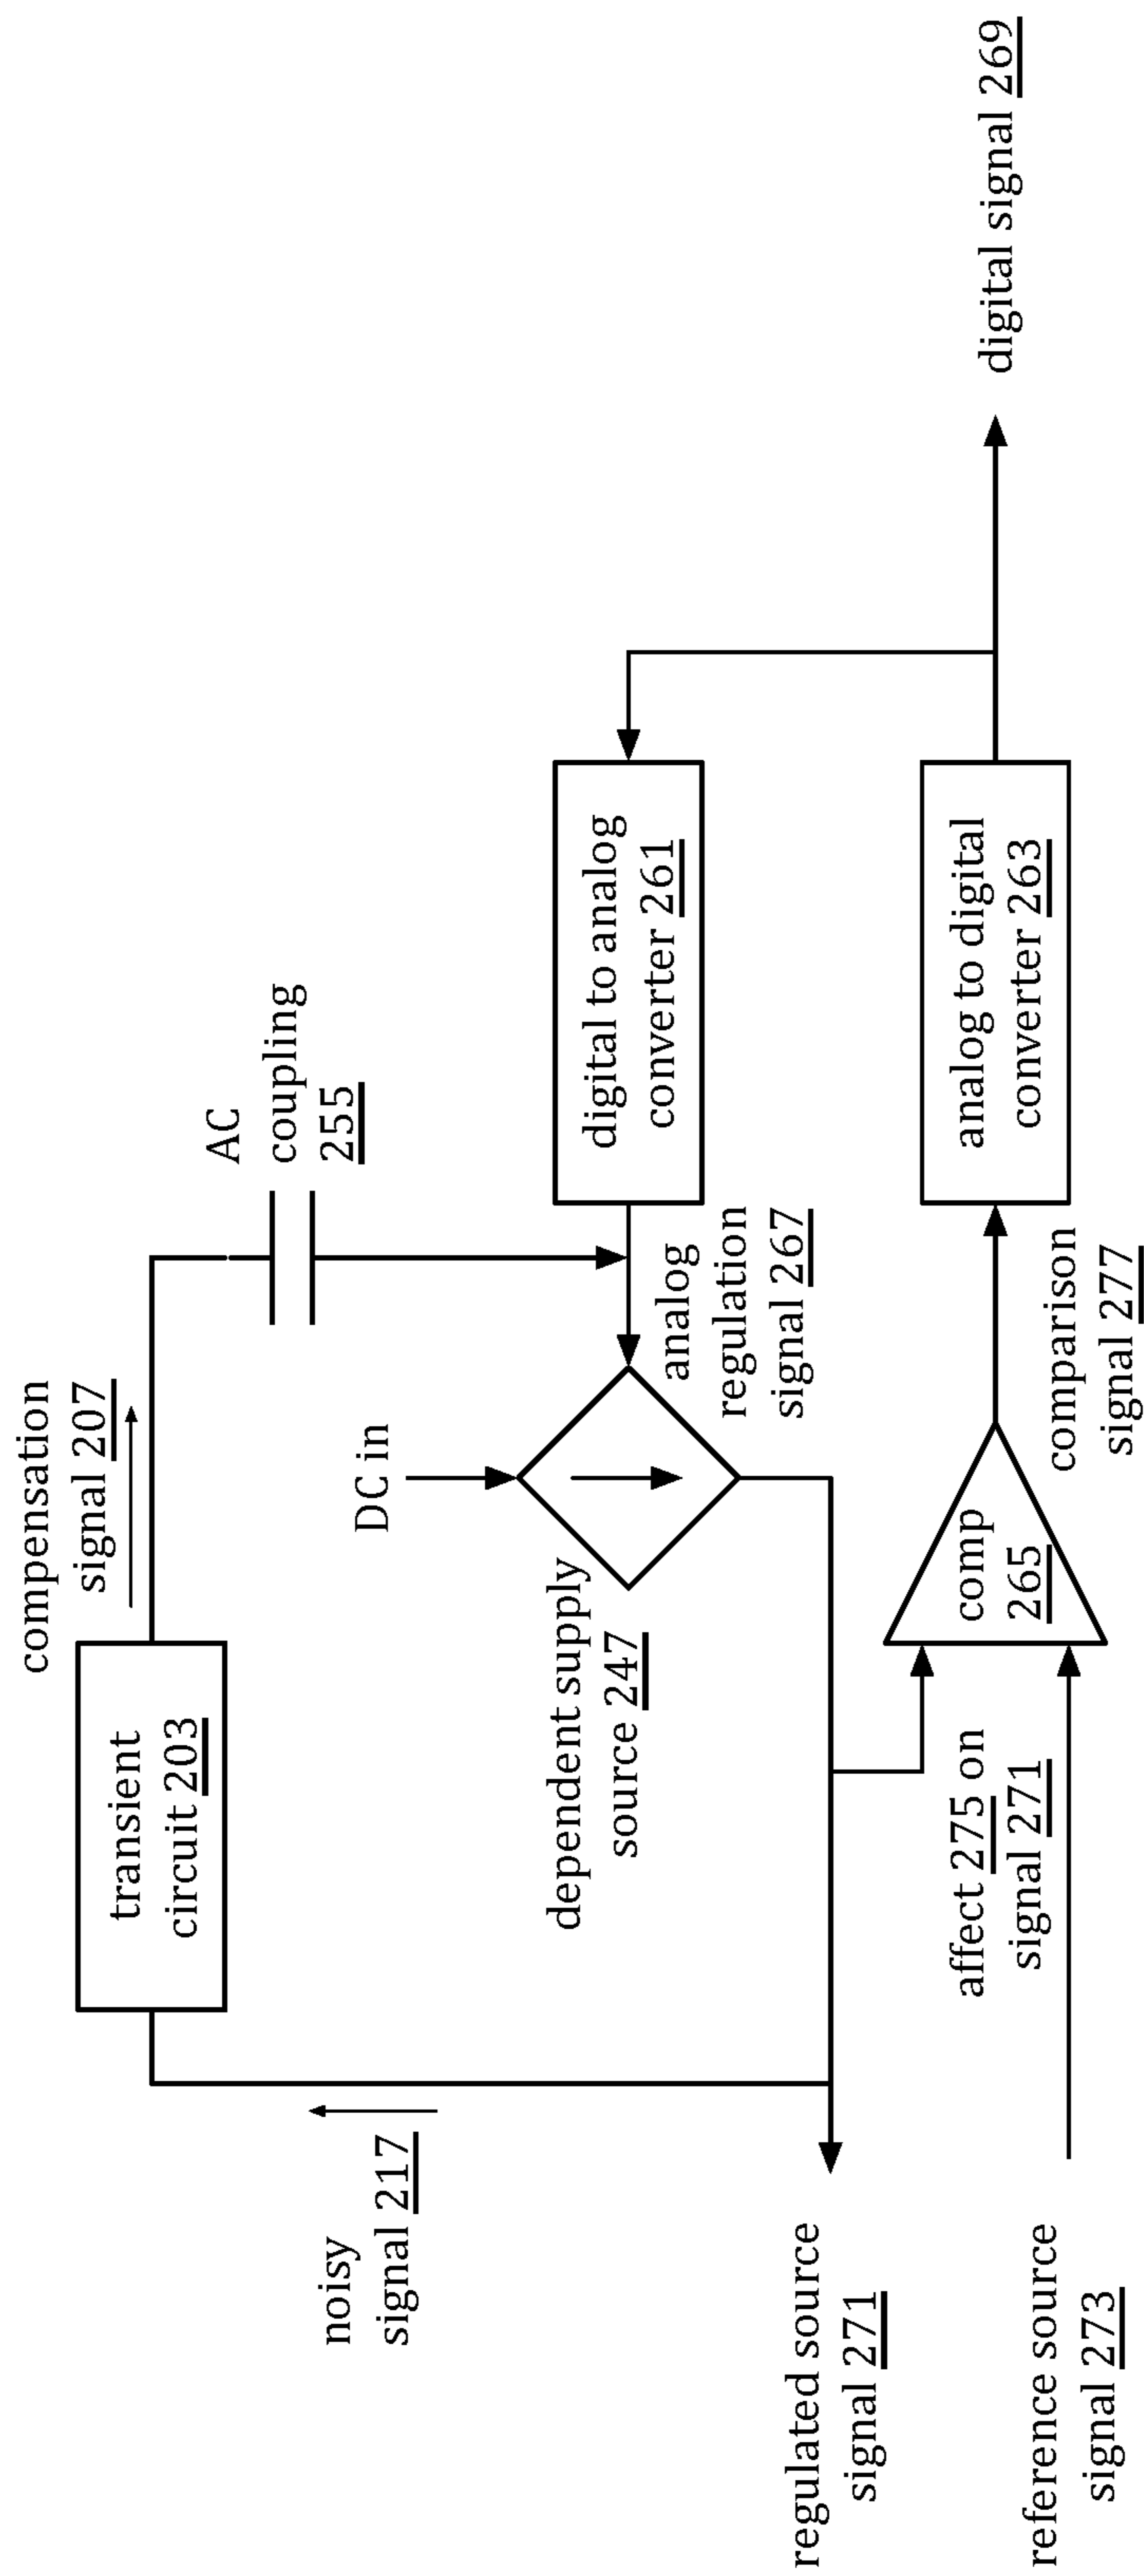 compensation
signal 207
transient
circuit 203
AC
coupling
255
noisy
signal 217
DC in
dependent supply
source 247
digital to analog
converter 261
analog
regulation
signal 267
regulated source
signal 271
affect 275 on
signal 271
comp
265
analog to digital
converter 263
digital signal 269
comparison
signal 277
reference source
signal 273